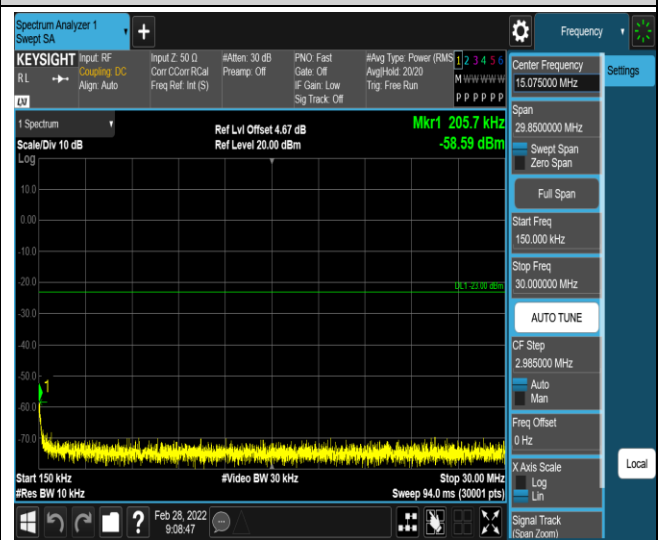 Spectrum Analyzer 1
Swept SA
+
Frequency
KEYSIGHT Input: RF
RL
Coupling: DC
Align: Auto
Input Z: 50 Ω
Corr CCorr RCal
Freq Ref: Int (S)
#Atten: 30 dB
Preamp: Off
PNO: Fast
Gate: Off
IF Gain: Low
Sig Track: Off
#Avg Type: Power (RMS
Avg|Hold: 20/20
Trig: Free Run
1 2 3 4 5 6
M W W W W W
P P P P P P
LXI
Center Frequency
15.075000 MHz
Settings
Span
29.8500000 MHz
Swept Span
Zero Span
Full Span
Start Freq
150.000 kHz
Stop Freq
30.000000 MHz
AUTO TUNE
CF Step
2.985000 MHz
Auto
Man
Freq Offset
0 Hz
X Axis Scale
Log
Lin
Signal Track
(Span Zoom)
Local
1 Spectrum
Scale/Div 10 dB
Log
Ref Lvl Offset 4.67 dB
Ref Level 20.00 dBm
Mkr1 205.7 kHz
-58.59 dBm
10.0
0.00
-10.0
-20.0
DL1 -23.00 dBm
-30.0
-40.0
-50.0
1
-60.0
-70.0
Start 150 kHz
#Res BW 10 kHz
#Video BW 30 kHz
Stop 30.00 MHz
Sweep 94.0 ms (30001 pts)
?
Feb 28, 2022
9:08:47